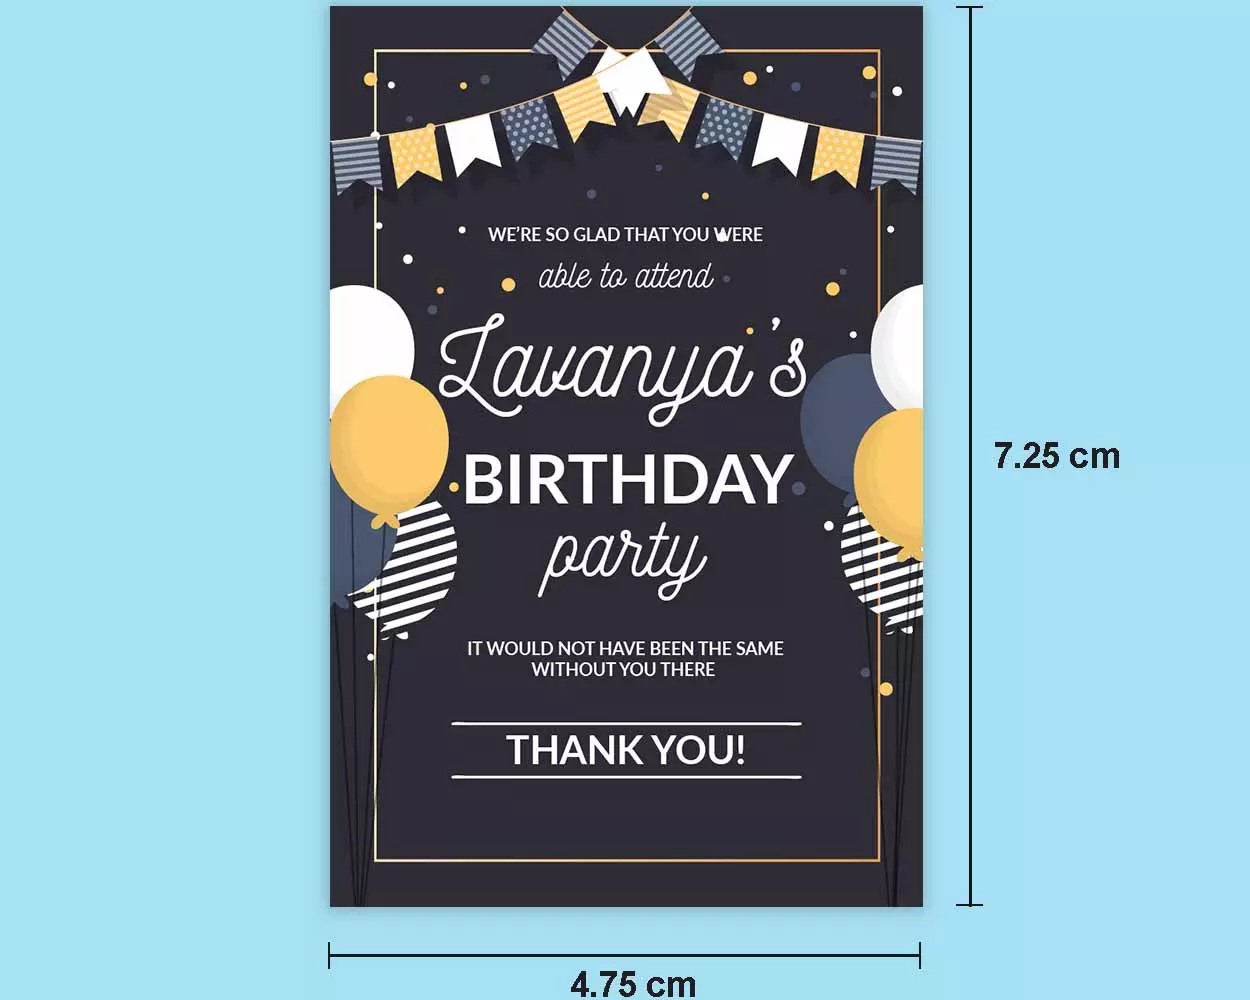 WE'RE SO GLAD THAT YOU WERE
able to attend
Lavanya's
BIRTHDAY
party
IT WOULD NOT HAVE BEEN THE SAME
WITHOUT YOU THERE
THANK YOU!
7.25 cm
4.75 cm